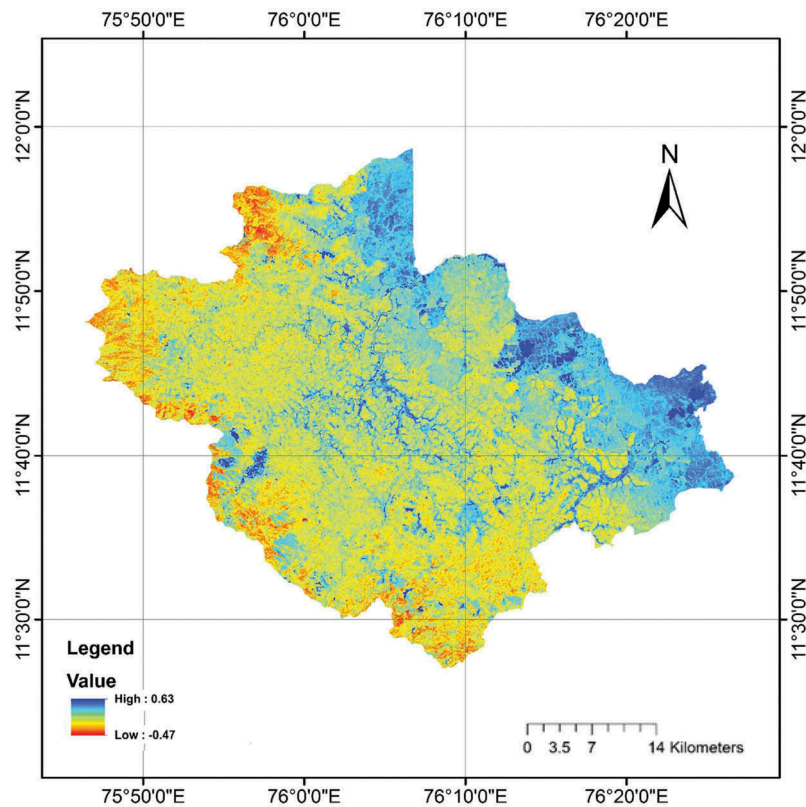 75°50'0"E 76°0'0"E 76°10'0"E 76°20'0"E
12°0'0"N 12°0'0"N
N
11°50'0"N 11°50'0"N
11°40'0"N 11°40'0"N
11°30'0"N 11°30'0"N
Legend
Value
High : 0.63
Low : -0.47
0 3.5 7 14 Kilometers
75°50'0"E 76°0'0"E 76°10'0"E 76°20'0"E